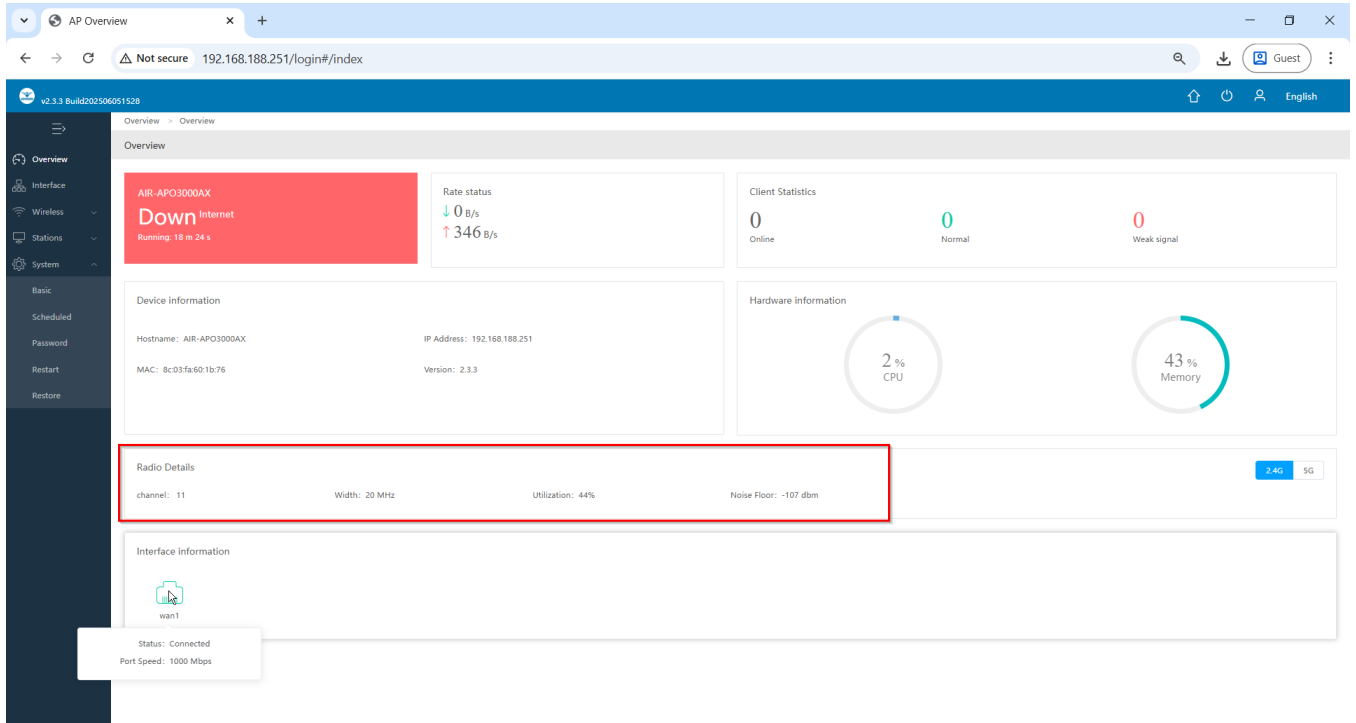 AP Overview
Not secure 192.168.188.251/login#/index
Guest
v2.3.3 Build202506051528
English
Overview > Overview
Overview
Overview
Interface
Wireless
Stations
System
Basic
Scheduled
Password
Restart
Restore
AIR-APO3000AX
Down Internet
Running: 18 m 24 s
Rate status
↓ 0 B/s
↑ 346 B/s
Client Statistics
0 0 0
Online Normal Weak signal
Device information
Hostname: AIR-APO3000AX IP Address: 192.168.188.251
MAC: 8c:03:fa:60:1b:76 Version: 2.3.3
Hardware information
2 %
CPU
43 %
Memory
Radio Details
2.4G 5G
channel: 11 Width: 20 MHz Utilization: 44% Noise Floor: -107 dbm
Interface information
wan1
Status: Connected
Port Speed: 1000 Mbps